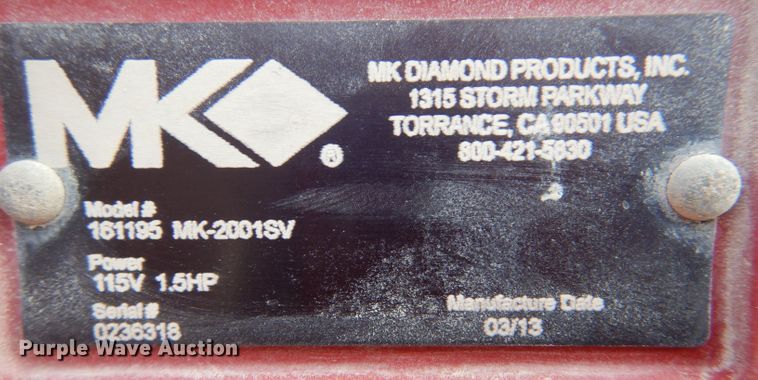 MK®
MK DIAMOND PRODUCTS, INC.
1315 STORM PARKWAY
TORRANCE, CA 90501 USA
800-421-5830
Model #
161195 MK-2001SV
Power
115V 1.5HP
Serial #
0236318
Manufacture Date
03/13
Purple Wave Auction